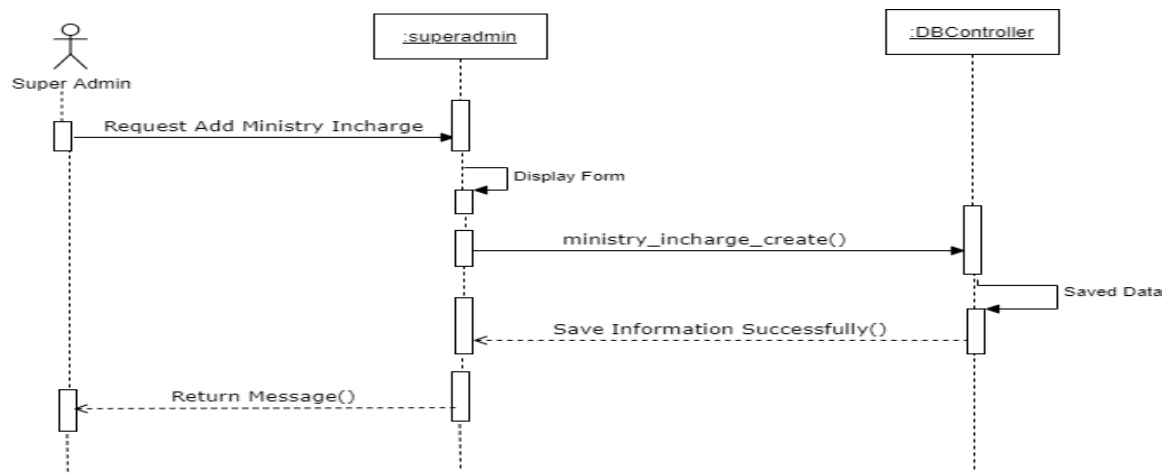 :superadmin
:DBController
Super Admin
Request Add Ministry Incharge
Display Form
ministry_incharge_create()
Saved Data
Save Information Successfully()
Return Message()